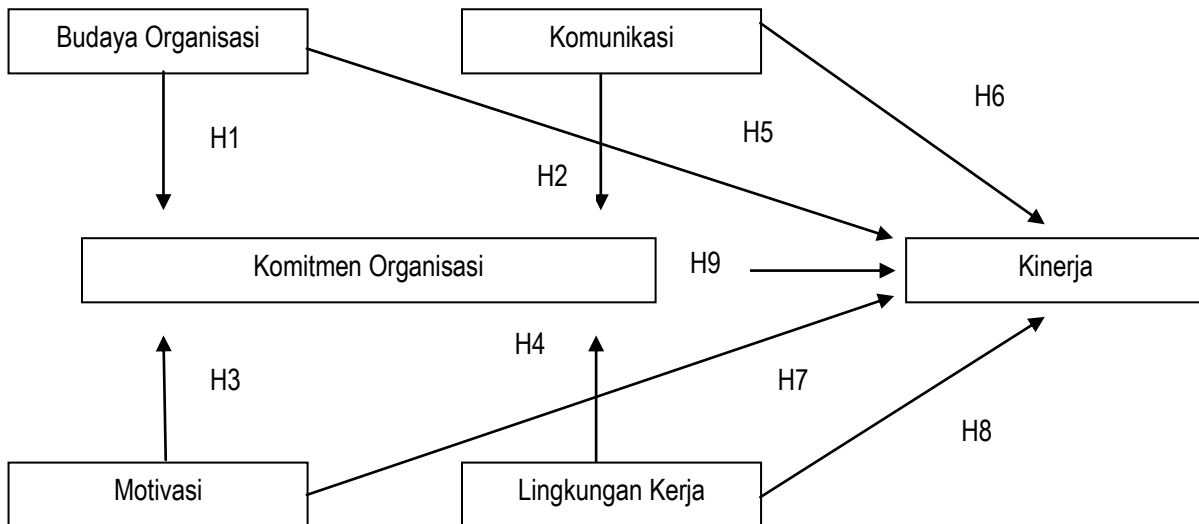 Budaya Organisasi
Komunikasi
H6
H5
H1
H2
Komitmen Organisasi
H9
Kinerja
H4
H3
H7
H8
Motivasi
Lingkungan Kerja